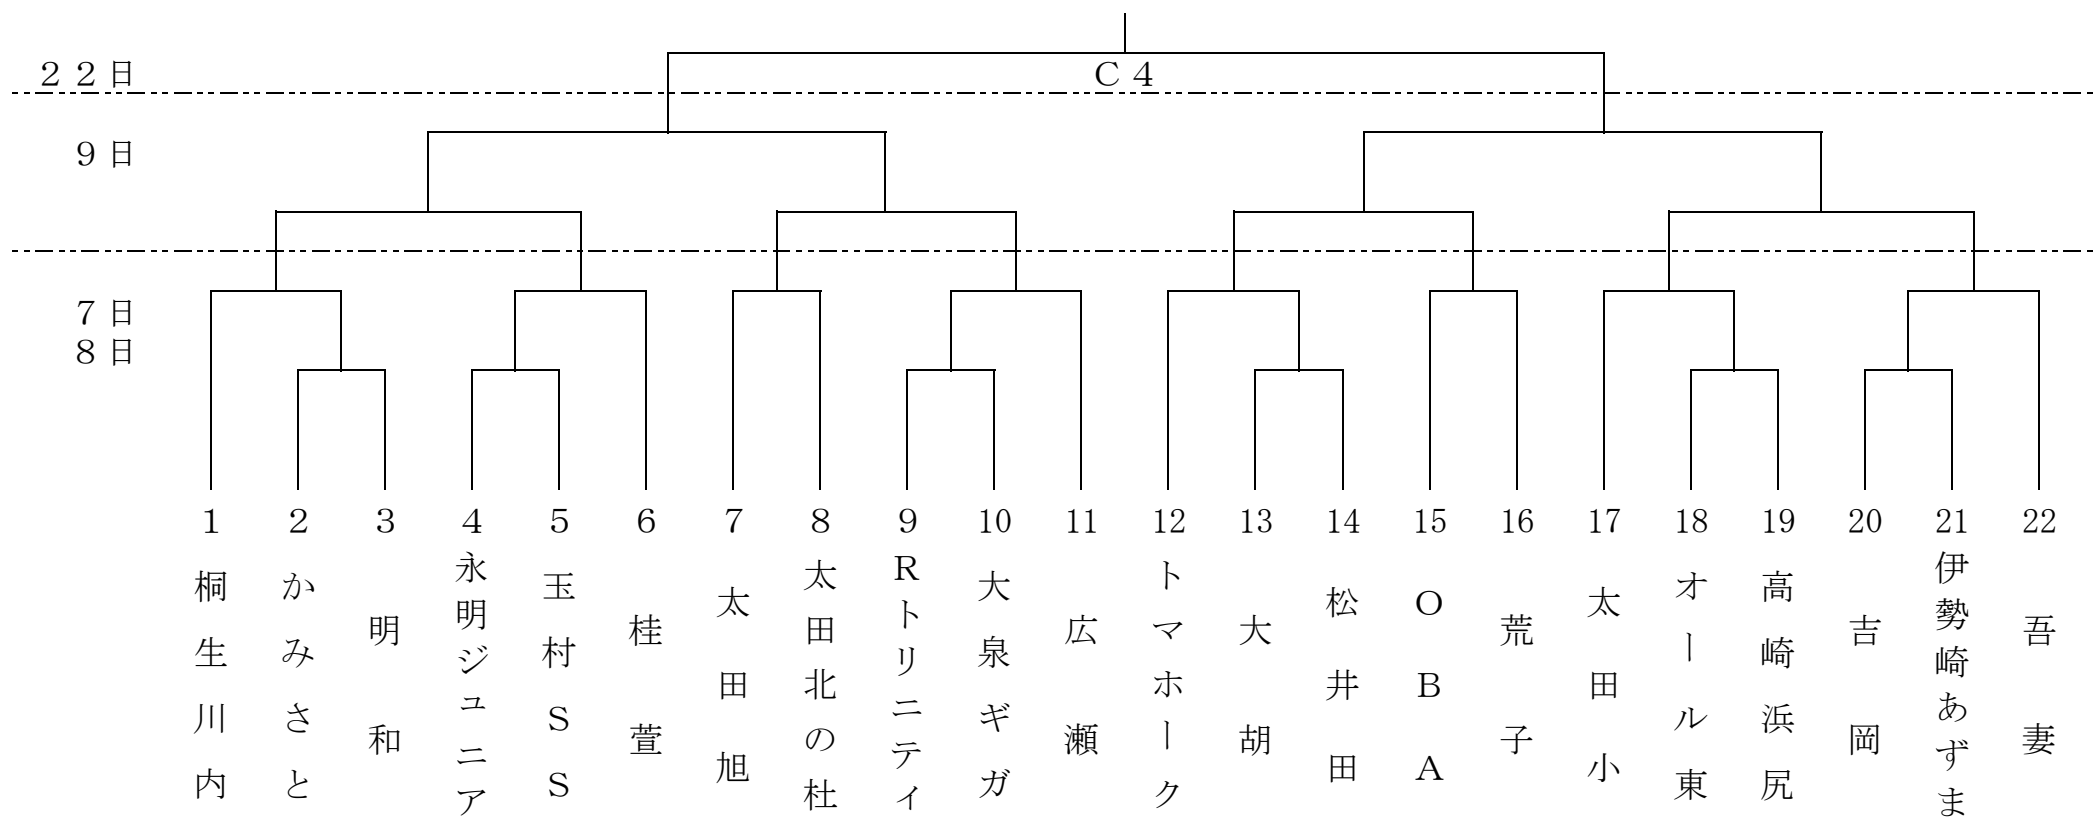 ２２日
Ｃ４
９日
７日
８日
１
２
３
４
５
６
７
８
９
10
11
12
13
14
15
16
17
18
19
20
21
22
桐生川内
かみさと
明和
永明ジュニア
玉村ＳＳ
桂萱
太田旭
太田北の杜
Ｒトリニティ
大泉ギガ
広瀬
トマホーク
大胡
松井田
ＯＢＡ
荒子
太田小
オール東
高崎浜尻
吉岡
伊勢崎あずま
吾妻